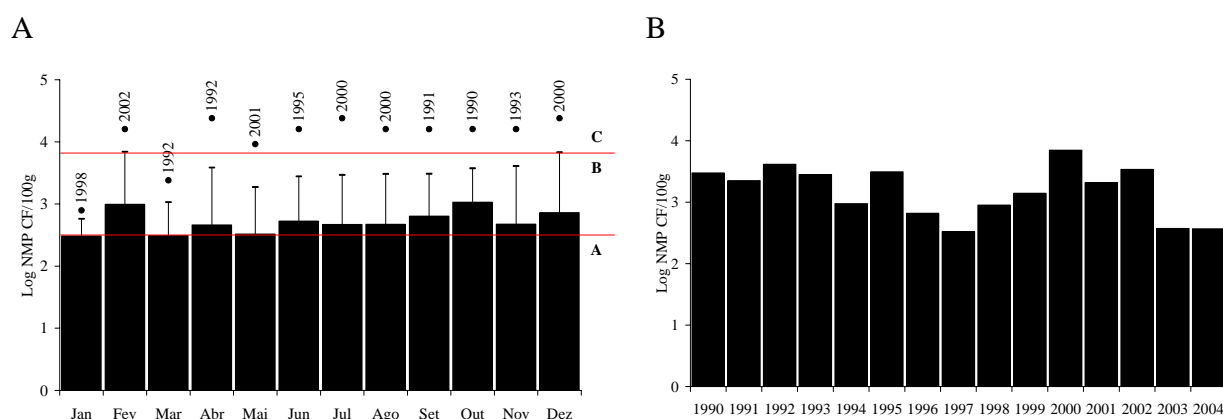 A
Log NMP CF/100g
5
4
3
2
1
0
1998
2002
1992
1992
2001
1995
2000
2000
1991
1990
1993
2000
C
B
A
Jan Fev Mar Abr Mai Jun Jul Ago Set Out Nov Dez
B
Log NMP CF/100g
5
4
3
2
1
0
1990 1991 1992 1993 1994 1995 1996 1997 1998 1999 2000 2001 2002 2003 2004